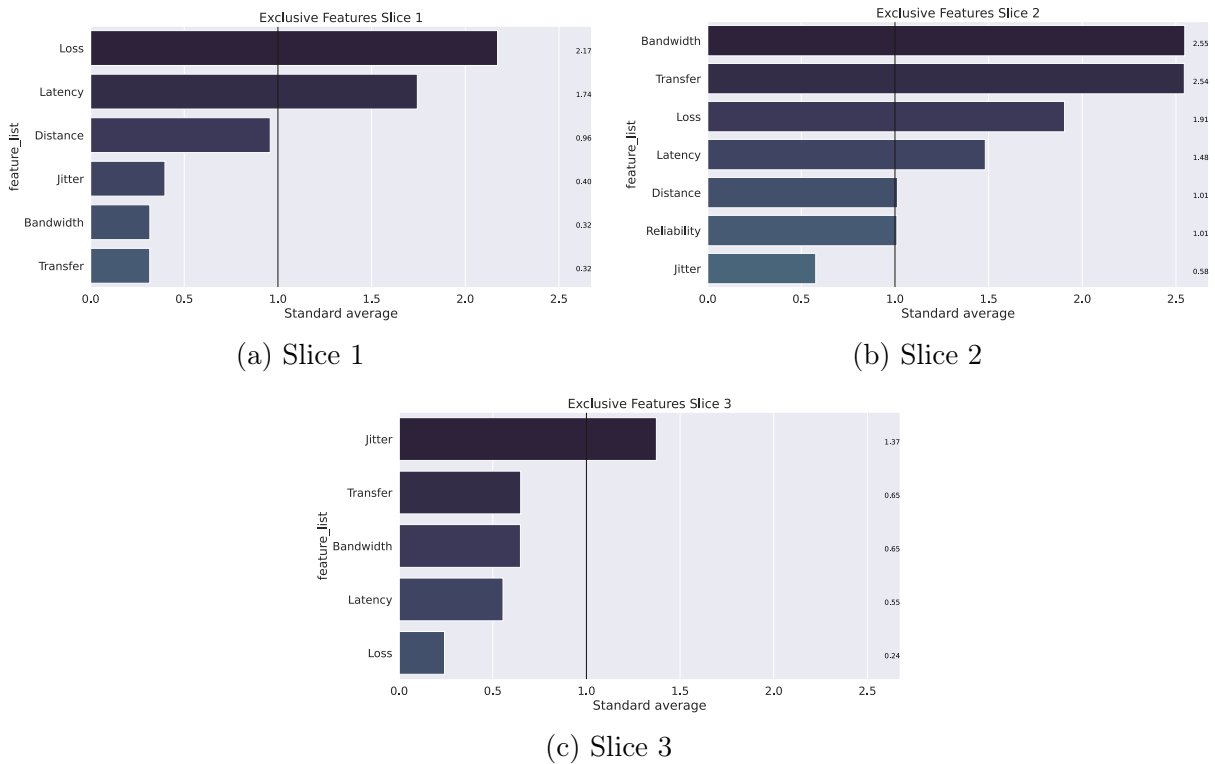 Exclusive Features Slice 1
feature_list
Loss 2.17
Latency 1.74
Distance 0.96
Jitter 0.40
Bandwidth 0.32
Transfer 0.32
0.0 0.5 1.0 1.5 2.0 2.5
Standard average
(a) Slice 1
Exclusive Features Slice 2
feature_list
Bandwidth 2.55
Transfer 2.54
Loss 1.91
Latency 1.48
Distance 1.01
Reliability 1.01
Jitter 0.58
0.0 0.5 1.0 1.5 2.0 2.5
Standard average
(b) Slice 2
Exclusive Features Slice 3
feature_list
Jitter 1.37
Transfer 0.65
Bandwidth 0.65
Latency 0.55
Loss 0.24
0.0 0.5 1.0 1.5 2.0 2.5
Standard average
(c) Slice 3